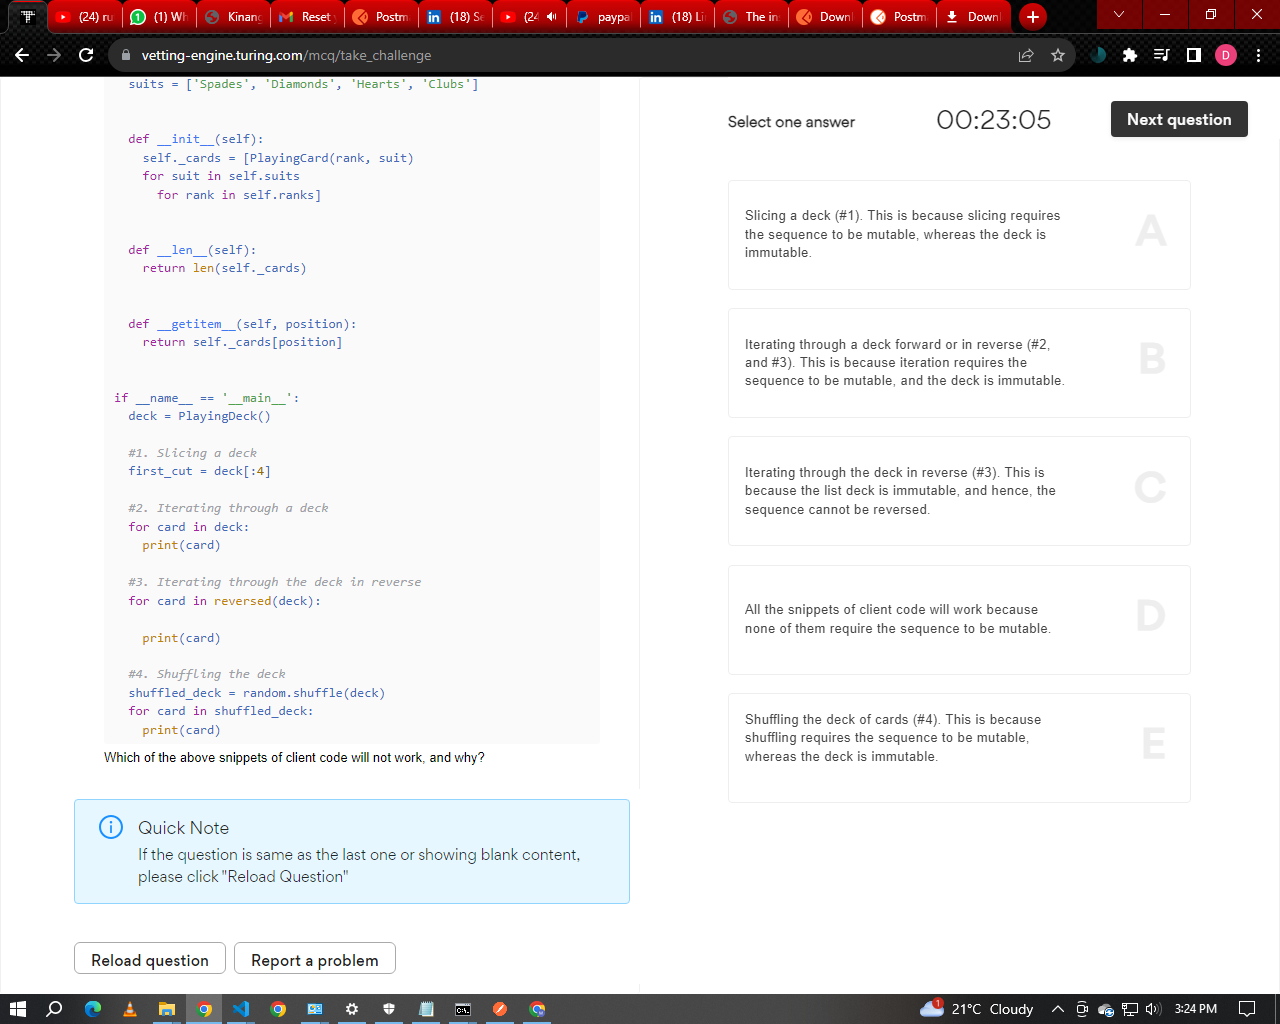 (24) ru
(1) Wh
Kinang
Reset
Postm
(18) Se
(24
paypa
(18) Li
The in
Downl
Postm
Downl
vetting-engine.turing.com/mcq/take_challenge
D
suits = ['Spades', 'Diamonds', 'Hearts', 'Clubs']
def __init__(self):
self._cards = [PlayingCard(rank, suit)
for suit in self.suits
for rank in self.ranks]
def __len__(self):
return len(self._cards)
def __getitem__(self, position):
return self._cards[position]
if __name__ == '__main__':
deck = PlayingDeck()
#1. Slicing a deck
first_cut = deck[:4]
#2. Iterating through a deck
for card in deck:
print(card)
#3. Iterating through the deck in reverse
for card in reversed(deck):
print(card)
#4. Shuffling the deck
shuffled_deck = random.shuffle(deck)
for card in shuffled_deck:
print(card)
Which of the above snippets of client code will not work, and why?
Quick Note
If the question is same as the last one or showing blank content,
please click "Reload Question"
Reload question
Report a problem
Select one answer
00:23:05
Next question
Slicing a deck (#1). This is because slicing requires
the sequence to be mutable, whereas the deck is
immutable.
A
Iterating through a deck forward or in reverse (#2,
and #3). This is because iteration requires the
sequence to be mutable, and the deck is immutable.
B
Iterating through the deck in reverse (#3). This is
because the list deck is immutable, and hence, the
sequence cannot be reversed.
C
All the snippets of client code will work because
none of them require the sequence to be mutable.
D
Shuffling the deck of cards (#4). This is because
shuffling requires the sequence to be mutable,
whereas the deck is immutable.
E
1
21°C Cloudy
3:24 PM